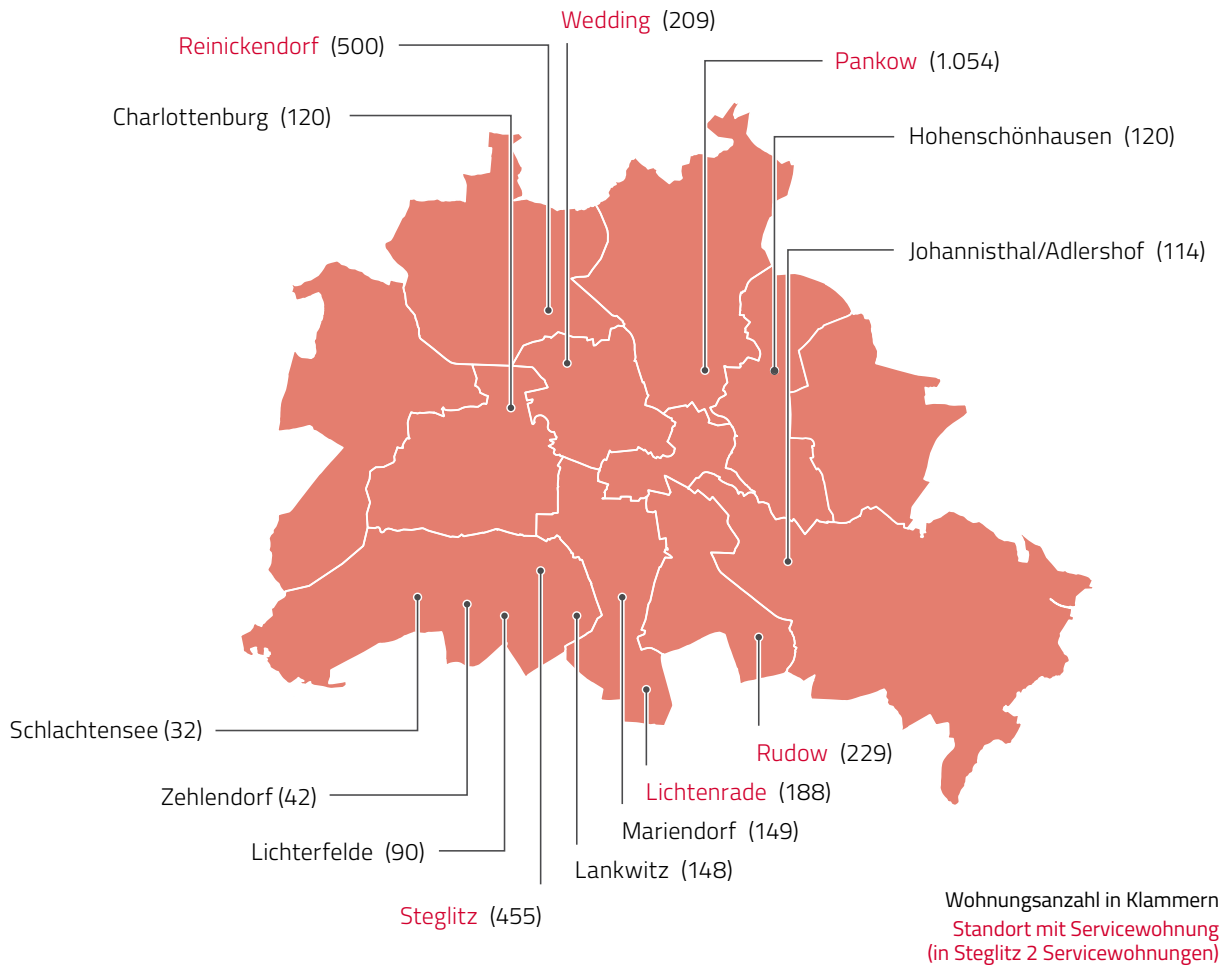 Wedding (209)
Reinickendorf (500)
Pankow (1.054)
Charlottenburg (120)
Hohenschönhausen (120)
Johannisthal/Adlershof (114)
Schlachtensee (32)
Rudow (229)
Zehlendorf (42)
Lichtenrade (188)
Mariendorf (149)
Lichterfelde (90)
Lankwitz (148)
Steglitz (455)
Wohnungsanzahl in Klammern
Standort mit Servicewohnung
(in Steglitz 2 Servicewohnungen)